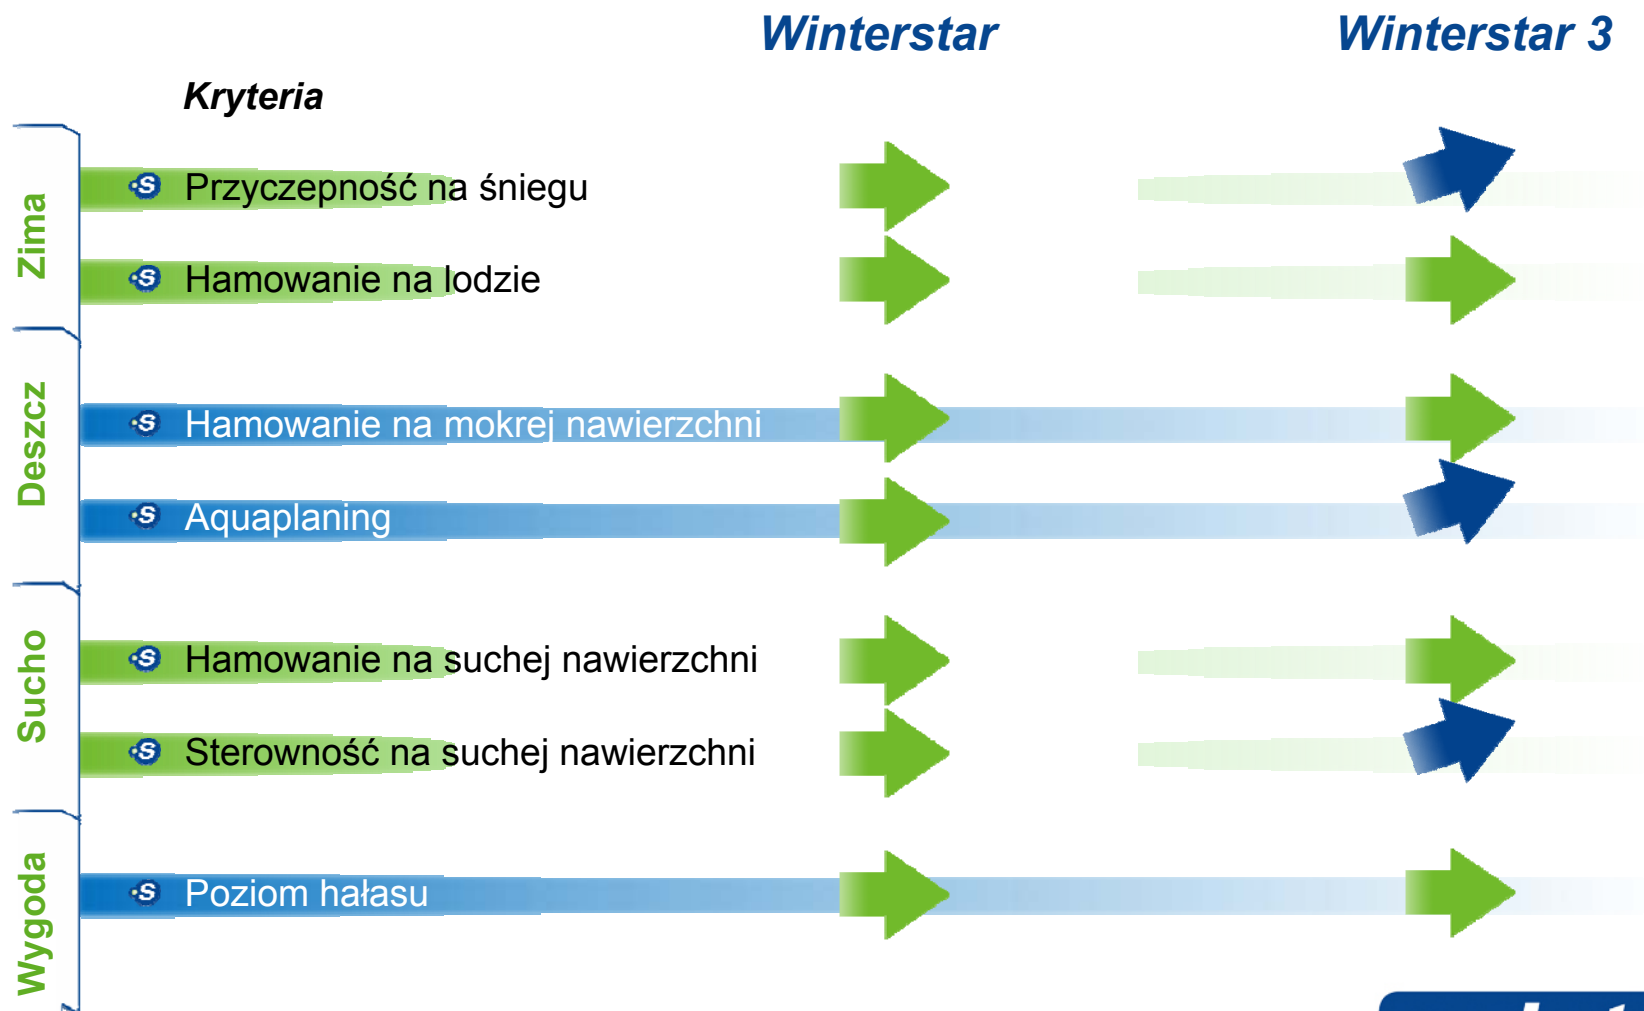 Winterstar Winterstar 3
Kryteria
Zima
Przyczepność na śniegu
Hamowanie na lodzie
Deszcz
Hamowanie na mokrej nawierzchni
Aquaplaning
Sucho
Hamowanie na suchej nawierzchni
Sterowność na suchej nawierzchni
Wygoda
Poziom hałasu